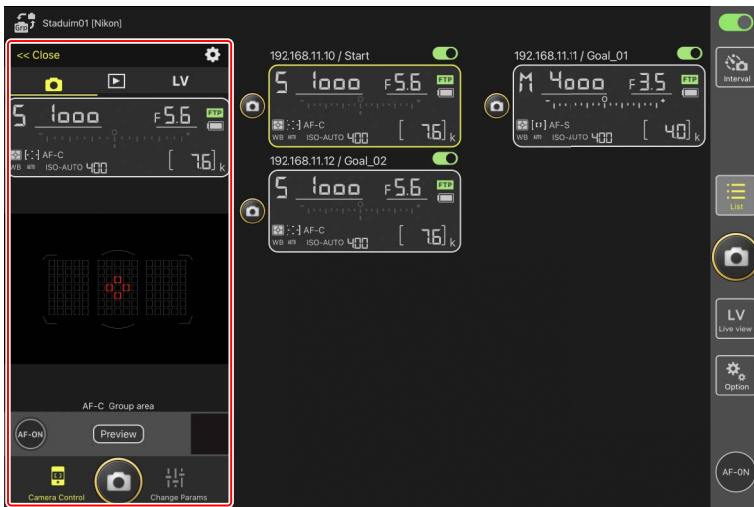 Grp
Staduim01 [Nikon]
<< Close
LV
S 1000 F5.6 FTP
AF-C
WB ISO-AUTO 400 [ 7.6] k
AF-C Group area
AF-ON
Preview
Camera Control
Change Params
192.168.11.10 / Start
S 1000 F5.6 FTP
AF-C
WB ISO-AUTO 400 [ 7.6] k
192.168.11.11 / Goal_01
M 4000 F3.5 FTP
AF-S
WB ISO-AUTO 400 [ 4.0] k
192.168.11.12 / Goal_02
S 1000 F5.6 FTP
AF-C
WB ISO-AUTO 400 [ 7.6] k
Interval
List
LV
Live view
Option
AF-ON